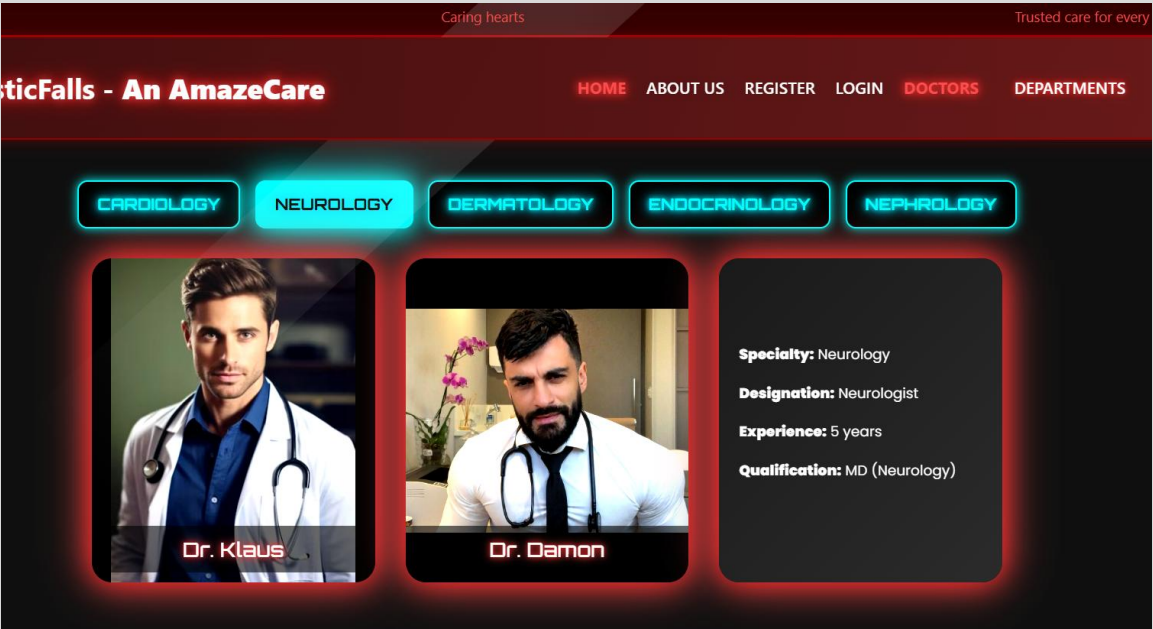 Caring hearts
Trusted care for every
sticFalls - An AmazeCare
HOME ABOUT US REGISTER LOGIN DOCTORS DEPARTMENTS
CARDIOLOGY NEUROLOGY DERMATOLOGY ENDOCRINOLOGY NEPHROLOGY
Specialty: Neurology
Designation: Neurologist
Experience: 5 years
Qualification: MD (Neurology)
Dr. Klaus
Dr. Damon